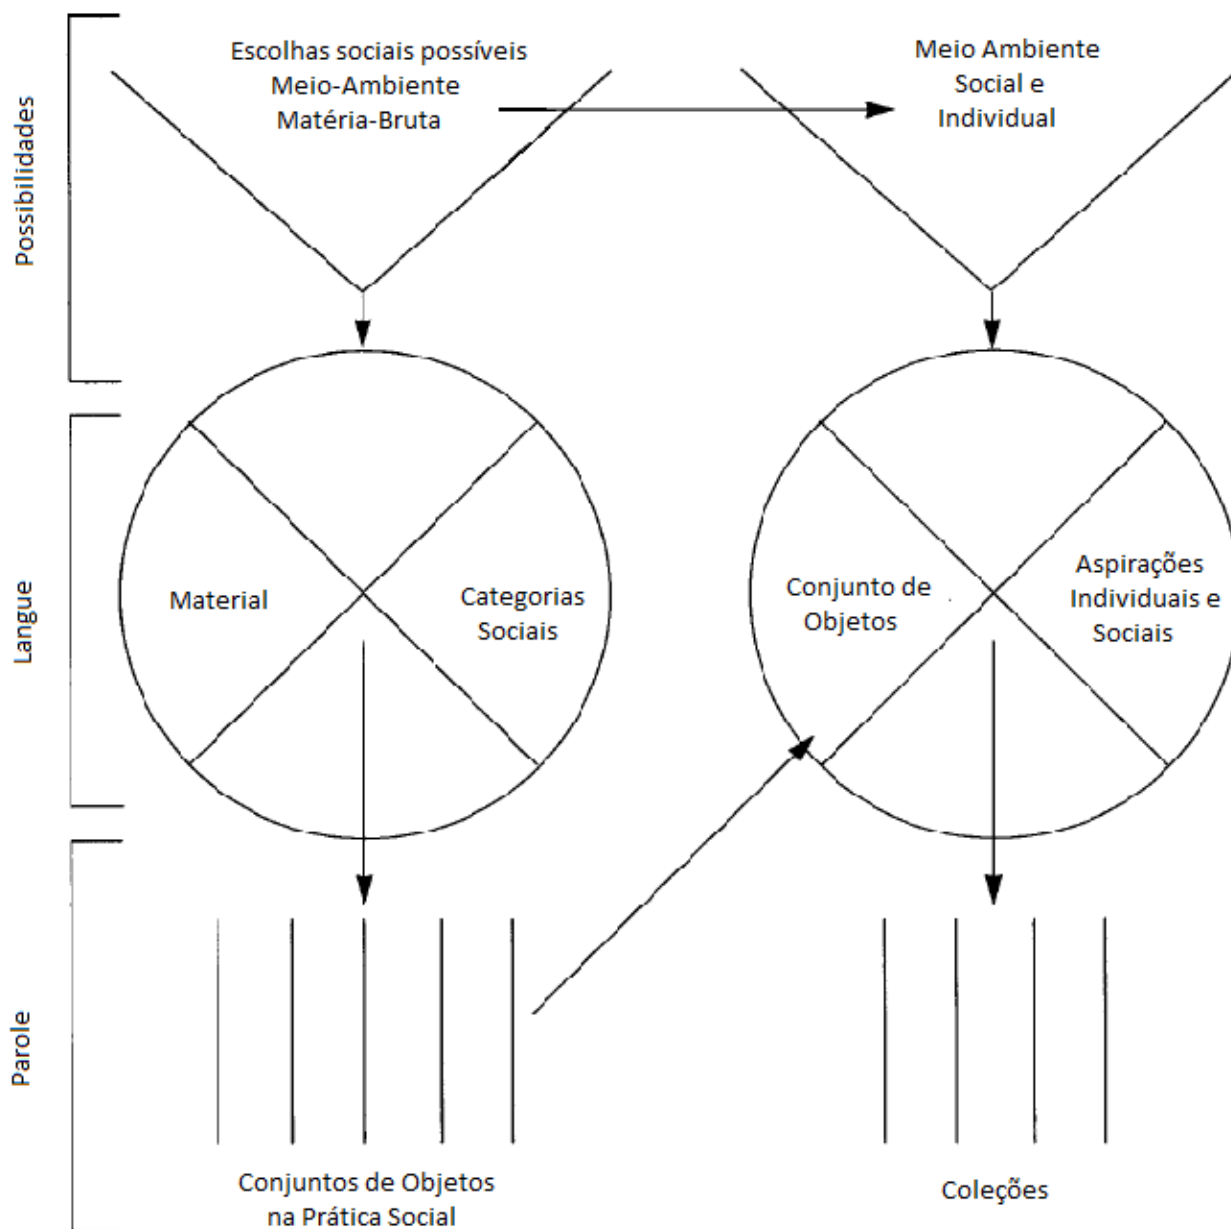 Possibilidades
Escolhas sociais possíveis
Meio-Ambiente
Matéria-Bruta
Meio Ambiente
Social e
Individual
Langue
Material
Categorias
Sociais
Conjunto de
Objetos
Aspirações
Individuais e
Sociais
Parole
Conjuntos de Objetos
na Prática Social
Coleções